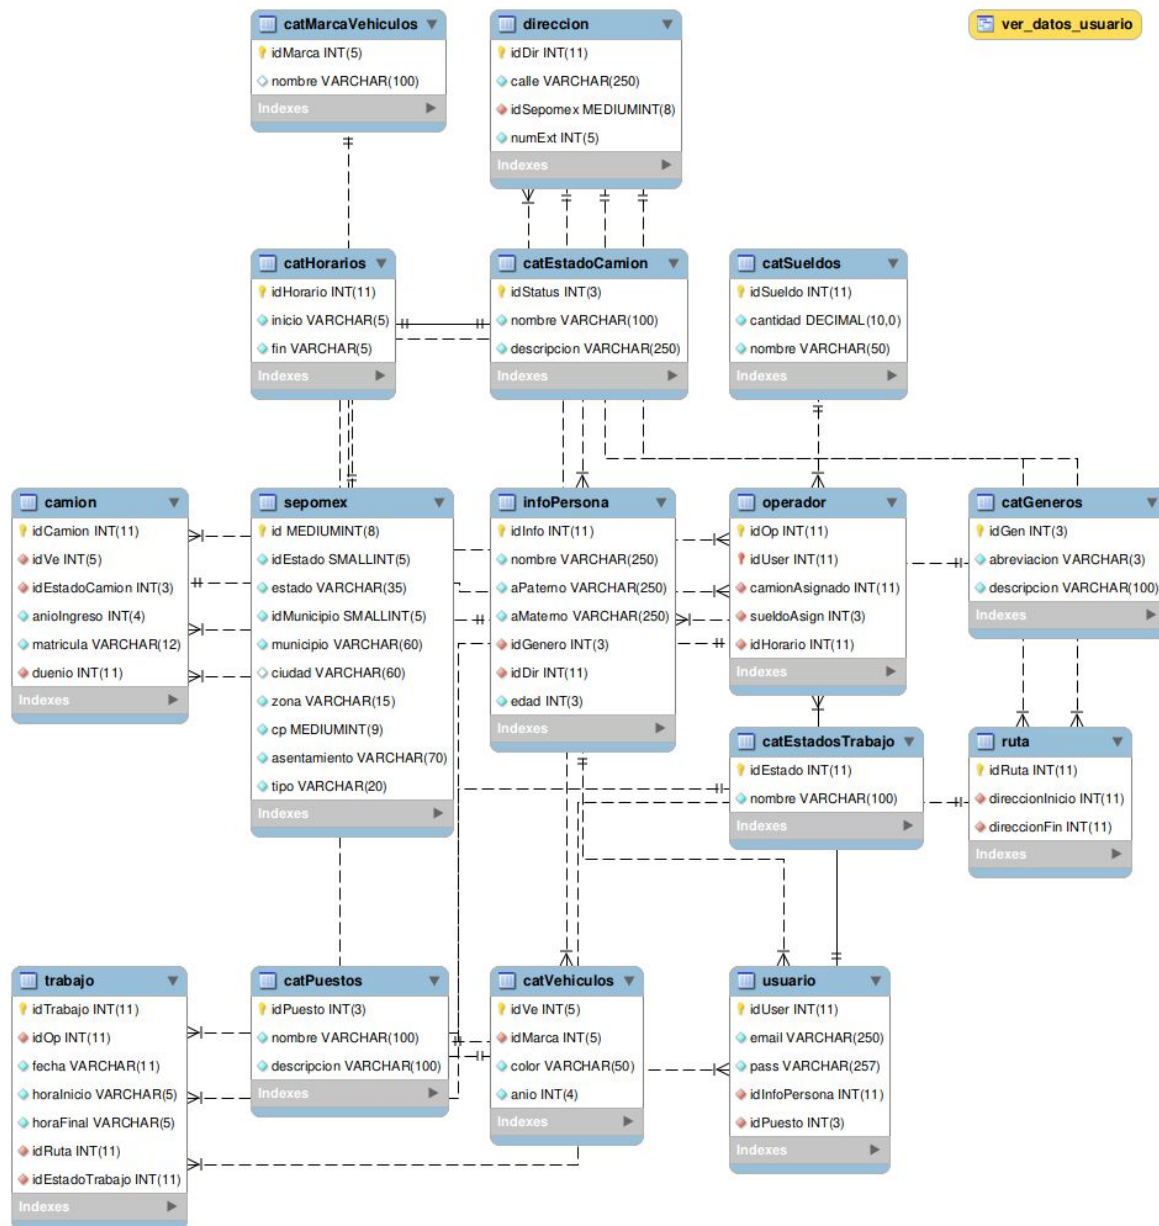 catMarcaVehiculos
idMarca INT(5)
nombre VARCHAR(100)
Indexes
direccion
idDir INT(11)
calle VARCHAR(250)
idSepomex MEDIUMINT(8)
numExt INT(5)
Indexes
ver_datos_usuario
catHorarios
idHorario INT(11)
inicio VARCHAR(5)
fin VARCHAR(5)
Indexes
catEstadoCamion
idStatus INT(3)
nombre VARCHAR(100)
descripcion VARCHAR(250)
Indexes
catSueldos
idSueldo INT(11)
cantidad DECIMAL(10,0)
nombre VARCHAR(50)
Indexes
camion
idCamion INT(11)
idVe INT(5)
idEstadoCamion INT(3)
anioIngreso INT(4)
matricula VARCHAR(12)
duenio INT(11)
Indexes
sepomex
id MEDIUMINT(8)
idEstado SMALLINT(5)
estado VARCHAR(35)
idMunicipio SMALLINT(5)
municipio VARCHAR(60)
ciudad VARCHAR(60)
zona VARCHAR(15)
cp MEDIUMINT(9)
asentamiento VARCHAR(70)
tipo VARCHAR(20)
Indexes
infoPersona
idInfo INT(11)
nombre VARCHAR(250)
aPaterno VARCHAR(250)
aMaterno VARCHAR(250)
idGenero INT(3)
idDir INT(11)
edad INT(3)
Indexes
operador
idOp INT(11)
idUser INT(11)
camionAsignado INT(11)
sueldoAsign INT(3)
idHorario INT(11)
Indexes
catGeneros
idGen INT(3)
abreviacion VARCHAR(3)
descripcion VARCHAR(100)
Indexes
catEstadosTrabajo
idEstado INT(11)
nombre VARCHAR(100)
Indexes
ruta
idRuta INT(11)
direccionInicio INT(11)
direccionFin INT(11)
Indexes
trabajo
idTrabajo INT(11)
idOp INT(11)
fecha VARCHAR(11)
horaInicio VARCHAR(5)
horaFinal VARCHAR(5)
idRuta INT(11)
idEstadoTrabajo INT(11)
Indexes
catPuestos
idPuesto INT(3)
nombre VARCHAR(100)
descripcion VARCHAR(100)
Indexes
catVehiculos
idVe INT(5)
idMarca INT(5)
color VARCHAR(50)
anio INT(4)
Indexes
usuario
idUser INT(11)
email VARCHAR(250)
pass VARCHAR(257)
idInfoPersona INT(11)
idPuesto INT(3)
Indexes